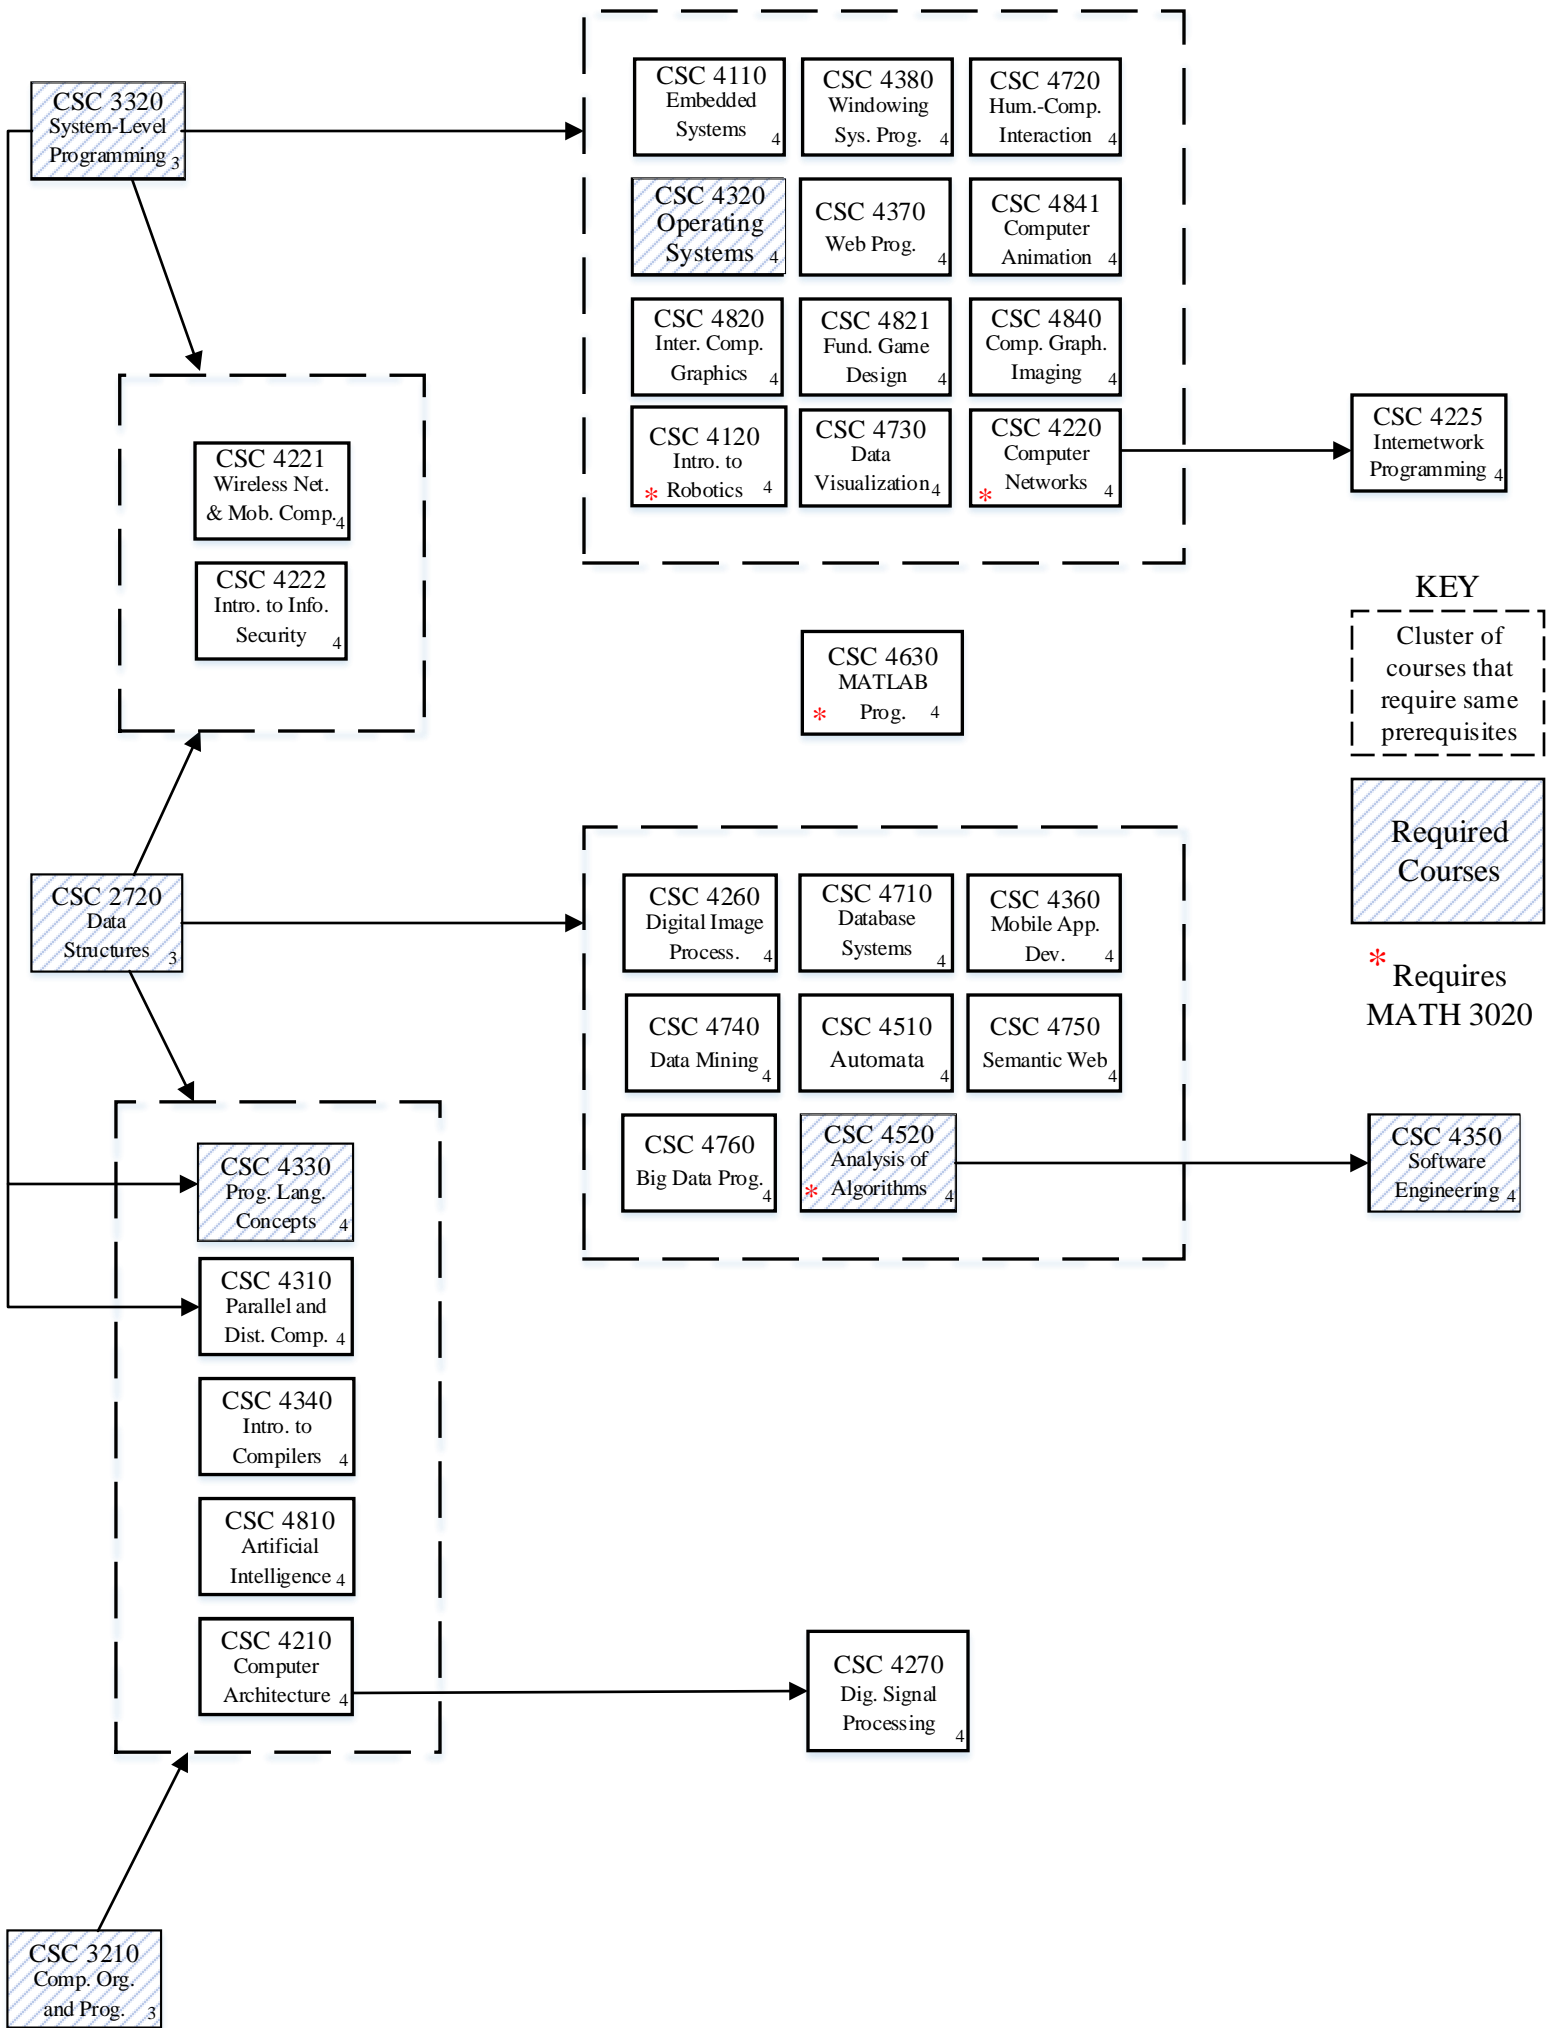 CSC 3320
System-Level
Programming 3
CSC 4110
Embedded
Systems 4
CSC 4380
Windowing
Sys. Prog. 4
CSC 4720
Hum.-Comp.
Interaction 4
CSC 4320
Operating
Systems 4
CSC 4370
Web Prog.
4
CSC 4841
Computer
Animation 4
CSC 4820
Inter. Comp.
Graphics 4
CSC 4821
Fund. Game
Design 4
CSC 4840
Comp. Graph.
Imaging 4
CSC 4120
Intro. to
* Robotics 4
CSC 4730
Data
Visualization 4
CSC 4220
Computer
* Networks 4
CSC 4225
Internetwork
Programming 4
CSC 4221
Wireless Net.
& Mob. Comp. 4
CSC 4222
Intro. to Info.
Security 4
CSC 4630
MATLAB
* Prog. 4
KEY
Cluster of
courses that
require same
prerequisites
Required
Courses
* Requires
MATH 3020
CSC 2720
Data
Structures 3
CSC 4260
Digital Image
Process. 4
CSC 4710
Database
Systems 4
CSC 4360
Mobile App.
Dev. 4
CSC 4740
Data Mining
4
CSC 4510
Automata
4
CSC 4750
Semantic Web
4
CSC 4760
Big Data Prog.
4
CSC 4520
Analysis of
* Algorithms 4
CSC 4350
Software
Engineering 4
CSC 4330
Prog. Lang.
Concepts 4
CSC 4310
Parallel and
Dist. Comp. 4
CSC 4340
Intro. to
Compilers 4
CSC 4810
Artificial
Intelligence 4
CSC 4210
Computer
Architecture 4
CSC 4270
Dig. Signal
Processing 4
CSC 3210
Comp. Org.
and Prog. 3